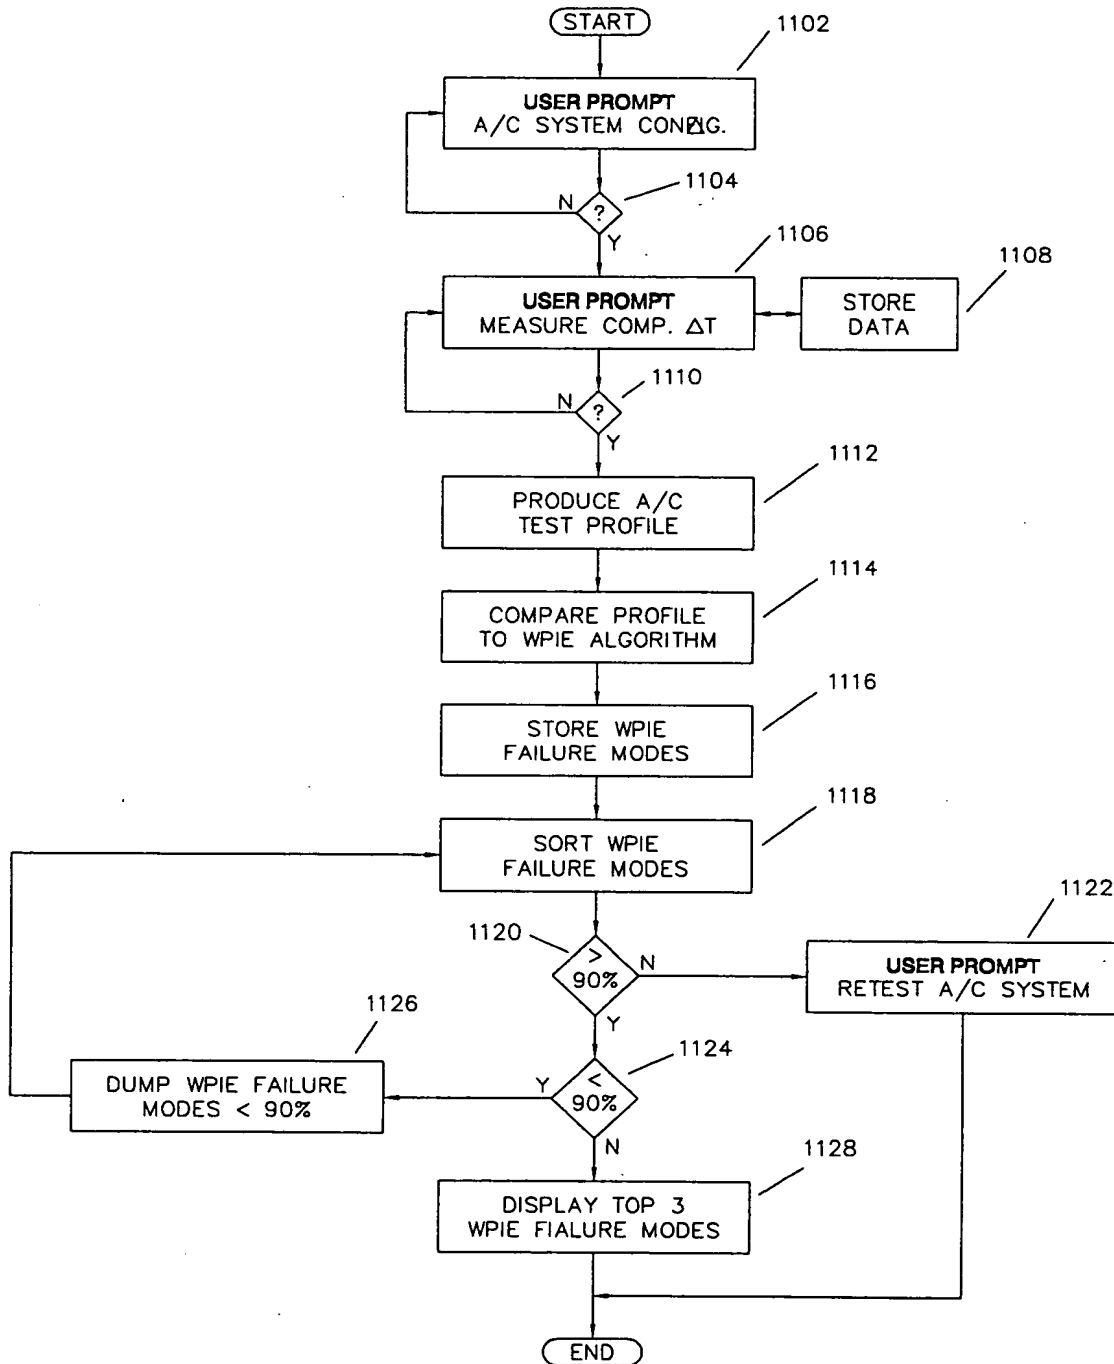 START
1102
USER PROMPT
A/C SYSTEM CONFIG.
1104
N
?
Y
1106
1108
USER PROMPT
MEASURE COMP. ΔT
STORE
DATA
1110
N
?
Y
1112
PRODUCE A/C
TEST PROFILE
1114
COMPARE PROFILE
TO WPIE ALGORITHM
1116
STORE WPIE
FAILURE MODES
1118
SORT WPIE
FAILURE MODES
1120
>
90%
N
Y
1122
USER PROMPT
RETEST A/C SYSTEM
1126
1124
DUMP WPIE FAILURE
MODES < 90%
Y
<
90%
N
1128
DISPLAY TOP 3
WPIE FIALURE MODES
END